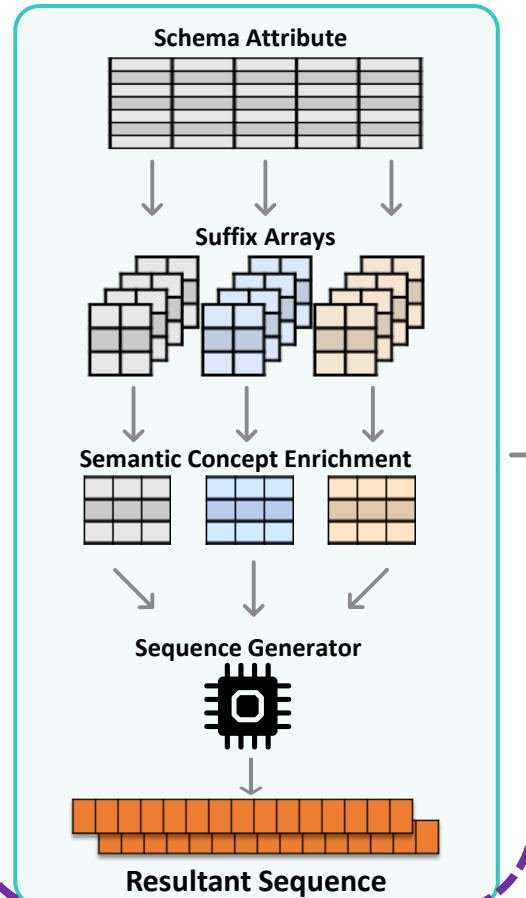 Schema Attribute
Suffix Arrays
Semantic Concept Enrichment
Sequence Generator
Resultant Sequence